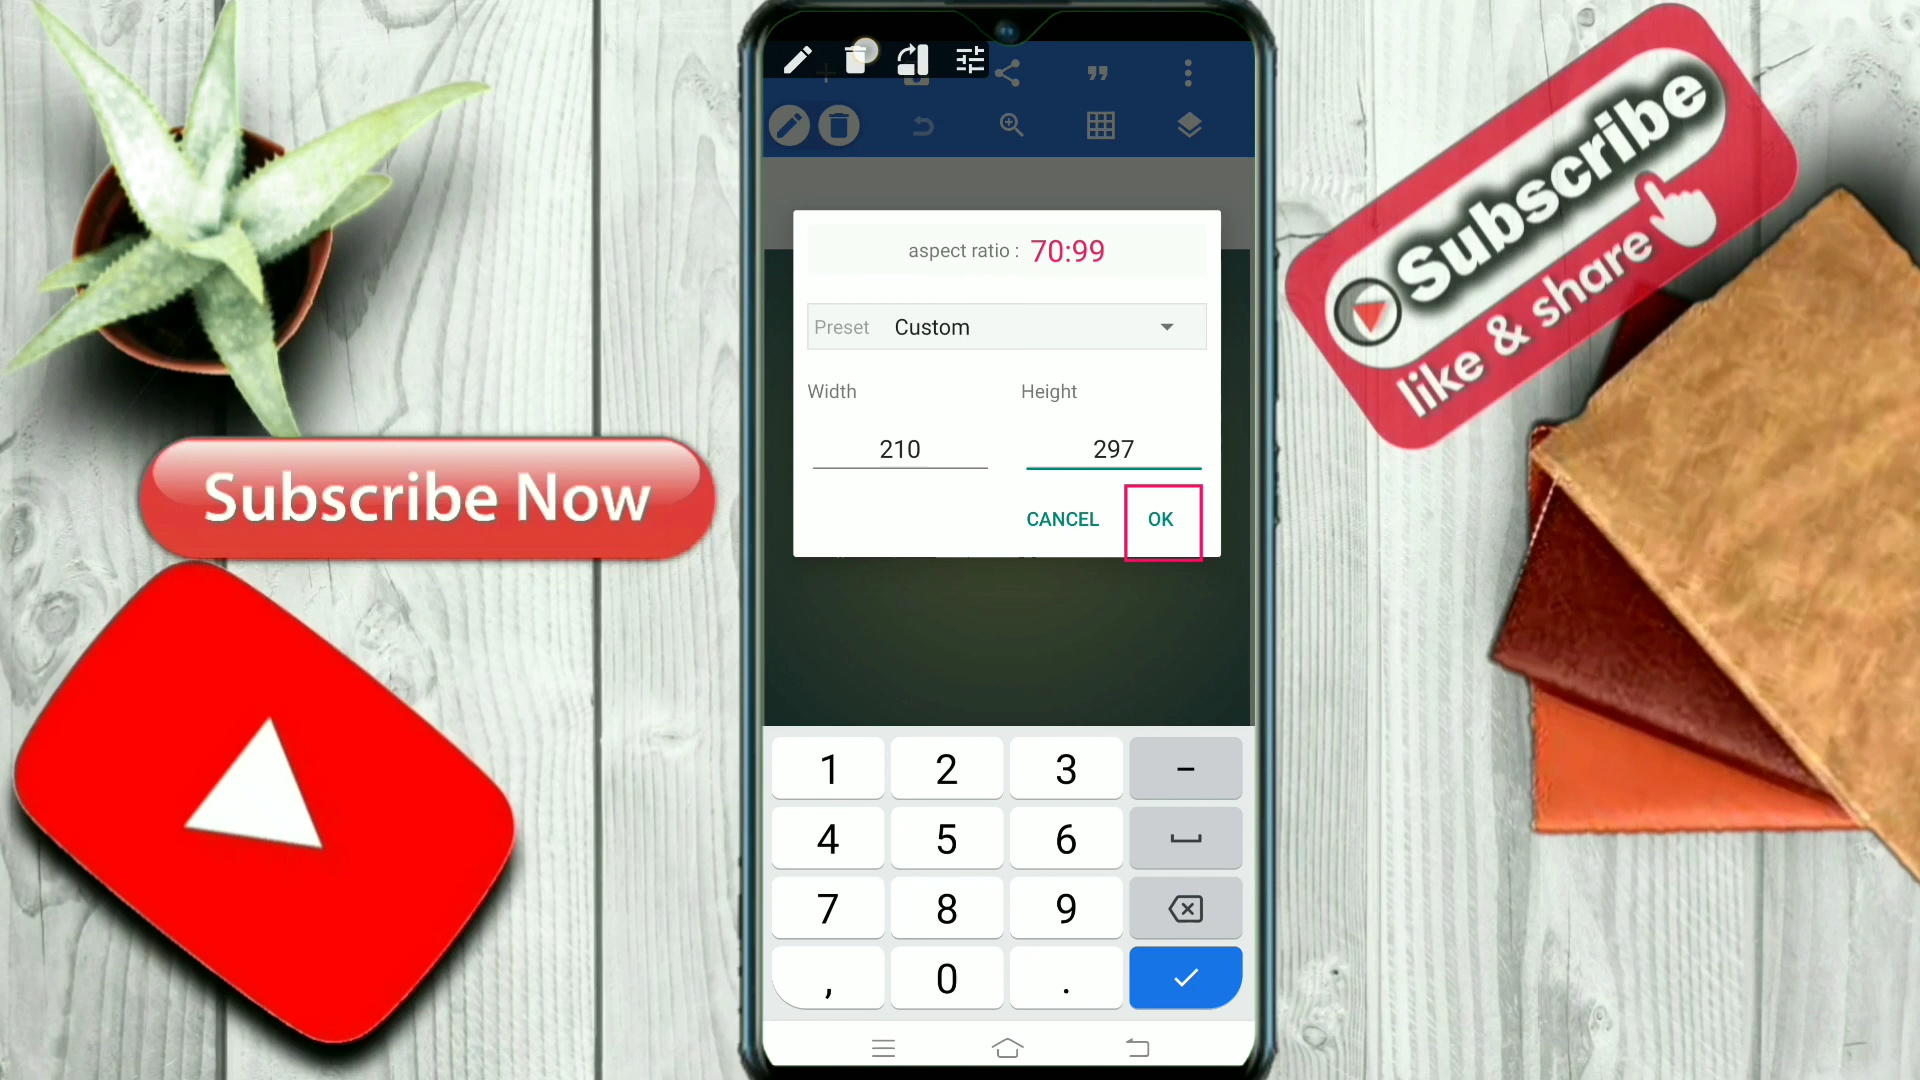 aspect ratio : 70:99
Preset Custom
Width Height
210 297
CANCEL OK
1 2 3 -
4 5 6
7 8 9
, 0 .
Subscribe Now
Subscribe
like & share